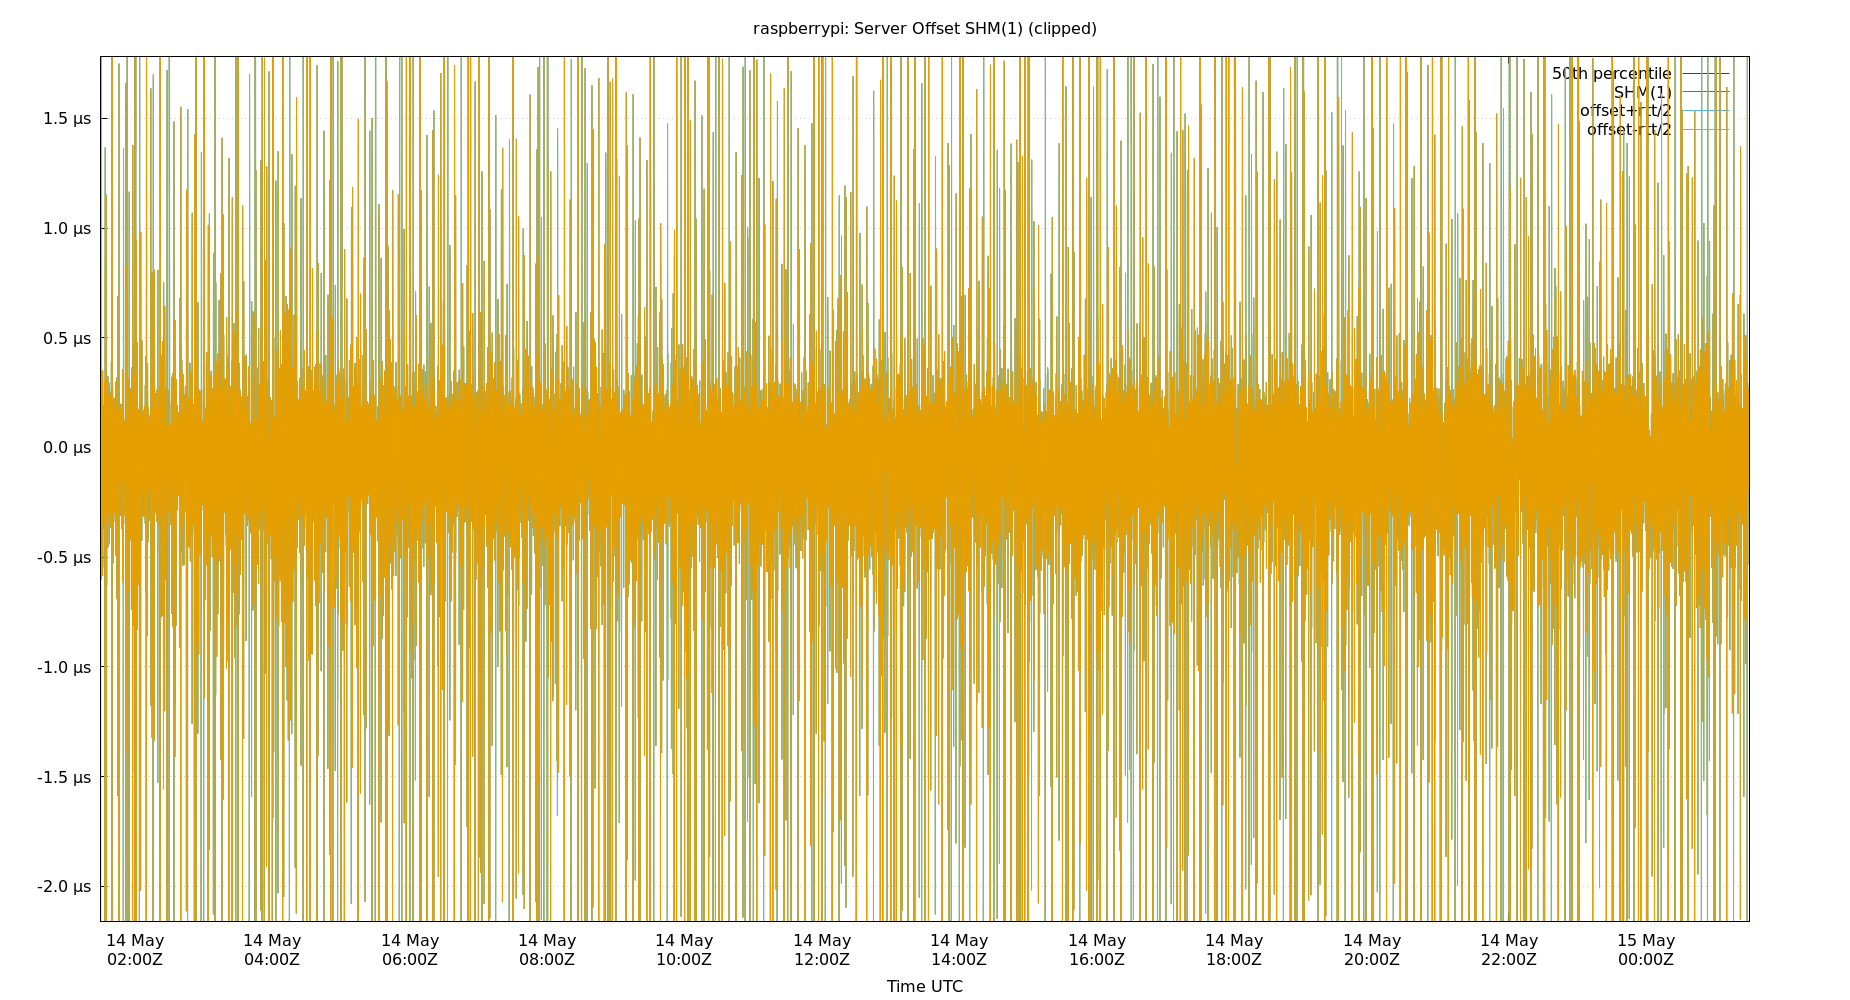 raspberrypi: Server Offset SHM(1) (clipped)
50th percentile
SHM(1)
offset+rtt/2
offset-rtt/2
1.5 µs
1.0 µs
0.5 µs
0.0 µs
-0.5 µs
-1.0 µs
-1.5 µs
-2.0 µs
14 May 14 May 14 May 14 May 14 May 14 May 14 May 14 May 14 May 14 May 14 May 15 May
02:00Z 04:00Z 06:00Z 08:00Z 10:00Z 12:00Z 14:00Z 16:00Z 18:00Z 20:00Z 22:00Z 00:00Z
Time UTC